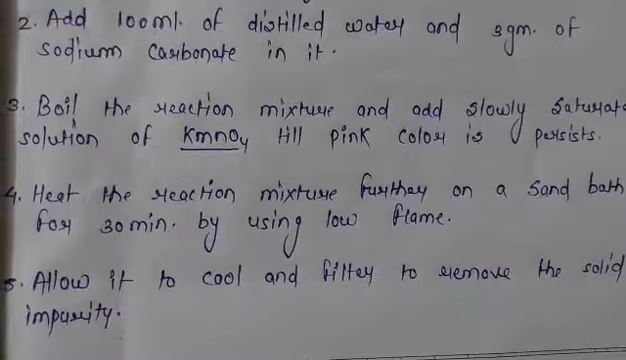 2. Add 100ml. of distilled water and 3gm. of
sodium carbonate in it.
3. Boil the reaction mixture and add slowly saturate
solution of KmnO4 till pink color is persists.
4. Heat the reaction mixture further on a sand bath
for 30 min. by using low flame.
5. Allow it to cool and filter to remove the solid
impurity.